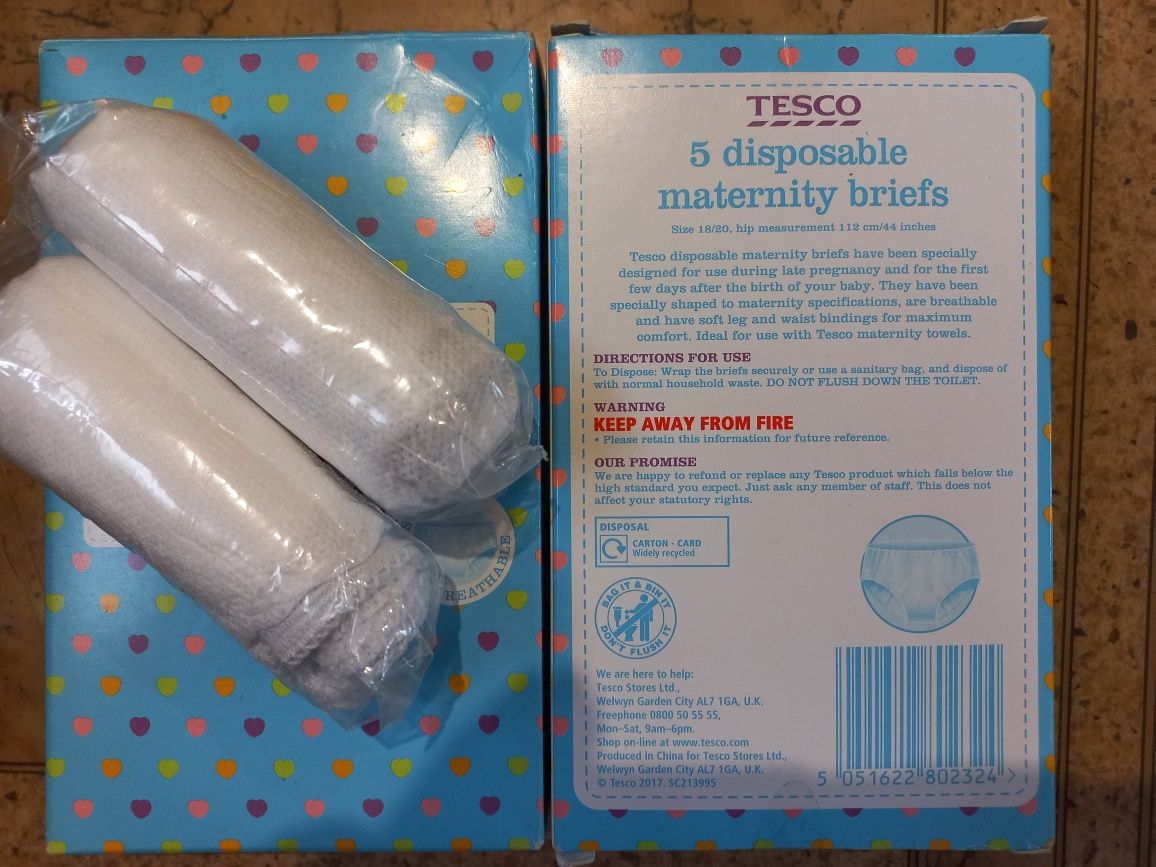 TESCO
5 disposable
maternity briefs
Size 18/20, hip measurement 112 cm/44 inches
Tesco disposable maternity briefs have been specially
designed for use during late pregnancy and for the first
few days after the birth of your baby. They have been
specially shaped to maternity specifications, are breathable
and have soft leg and waist bindings for maximum
comfort. Ideal for use with Tesco maternity towels.
DIRECTIONS FOR USE
To Dispose: Wrap the briefs securely or use a sanitary bag, and dispose of
with normal household waste. DO NOT FLUSH DOWN THE TOILET.
WARNING
KEEP AWAY FROM FIRE
• Please retain this information for future reference.
OUR PROMISE
We are happy to refund or replace any Tesco product which falls below the
high standard you expect. Just ask any member of staff. This does not
affect your statutory rights.
DISPOSAL
CARTON - CARD
Widely recycled
BAG IT & BIN IT
DON'T FLUSH IT
We are here to help:
Tesco Stores Ltd.,
Welwyn Garden City AL7 1GA, U.K.
Freephone 0800 50 55 55,
Mon–Sat, 9am–6pm.
Shop on-line at www.tesco.com
Produced in China for Tesco Stores Ltd.,
Welwyn Garden City AL7 1GA, U.K.
© Tesco 2017. SC213995
5 051622 802324 >